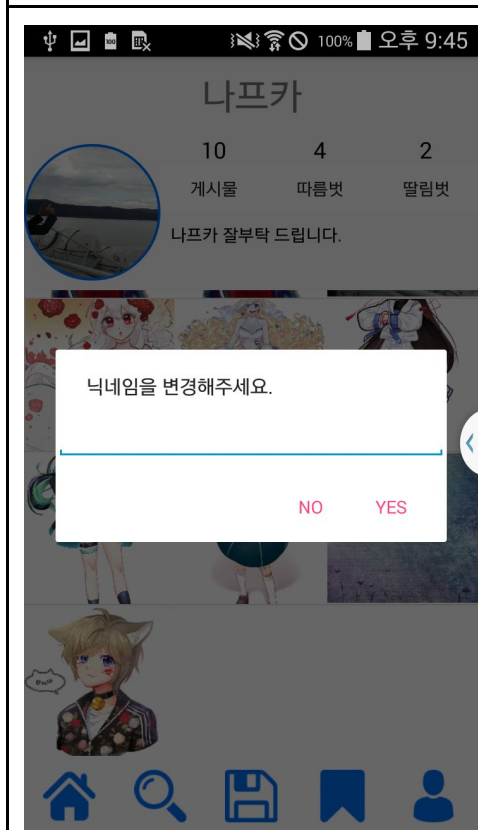 100% 오후 9:45
나프카
10 4 2
게시물 따름벗 딸림벗
나프카 잘부탁 드립니다.
닉네임을 변경해주세요.
NO YES